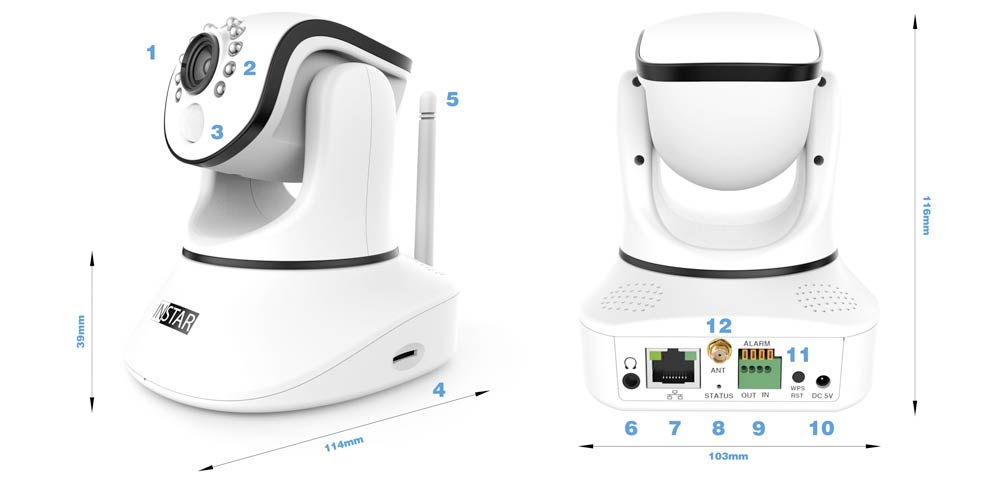 1
2
3
5
INSTAR
39mm
4
114mm
116mm
12
ALARM
11
ANT
WPS
RST
STATUS
OUT IN
DC 5V
6
7
8
9
10
103mm